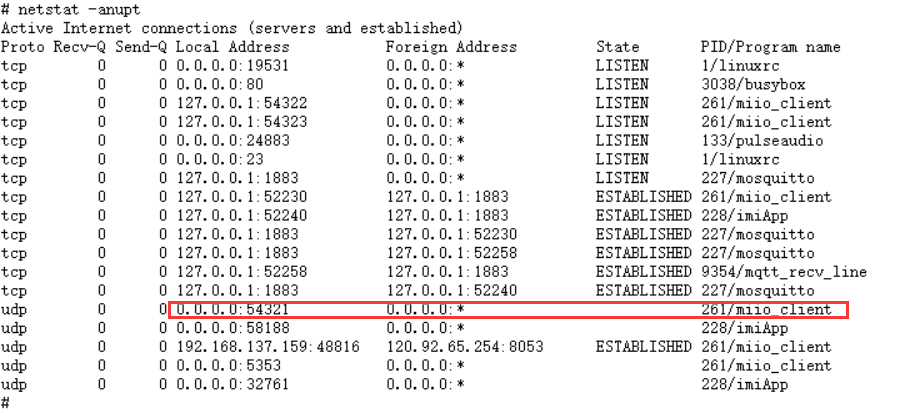 # netstat -anupt
Active Internet connections (servers and established)
Proto Recv-Q Send-Q Local Address           Foreign Address         State       PID/Program name
tcp        0      0 0.0.0.0:19531           0.0.0.0:*               LISTEN      1/linuxrc
tcp        0      0 0.0.0.0:80              0.0.0.0:*               LISTEN      3038/busybox
tcp        0      0 127.0.0.1:54322         0.0.0.0:*               LISTEN      261/miio_client
tcp        0      0 127.0.0.1:54323         0.0.0.0:*               LISTEN      261/miio_client
tcp        0      0 0.0.0.0:24883           0.0.0.0:*               LISTEN      133/pulseaudio
tcp        0      0 0.0.0.0:23              0.0.0.0:*               LISTEN      1/linuxrc
tcp        0      0 127.0.0.1:1883          0.0.0.0:*               LISTEN      227/mosquitto
tcp        0      0 127.0.0.1:52230         127.0.0.1:1883          ESTABLISHED 261/miio_client
tcp        0      0 127.0.0.1:52240         127.0.0.1:1883          ESTABLISHED 228/imiApp
tcp        0      0 127.0.0.1:1883          127.0.0.1:52230         ESTABLISHED 227/mosquitto
tcp        0      0 127.0.0.1:1883          127.0.0.1:52258         ESTABLISHED 227/mosquitto
tcp        0      0 127.0.0.1:52258         127.0.0.1:1883          ESTABLISHED 9354/mqtt_recv_line
tcp        0      0 127.0.0.1:1883          127.0.0.1:52240         ESTABLISHED 227/mosquitto
udp        0      0 0.0.0.0:54321           0.0.0.0:*                           261/miio_client
udp        0      0 0.0.0.0:58188           0.0.0.0:*                           228/imiApp
udp        0      0 192.168.137.159:48816   120.92.65.254:8053      ESTABLISHED 261/miio_client
udp        0      0 0.0.0.0:5353            0.0.0.0:*                           261/miio_client
udp        0      0 0.0.0.0:32761           0.0.0.0:*                           228/imiApp
#